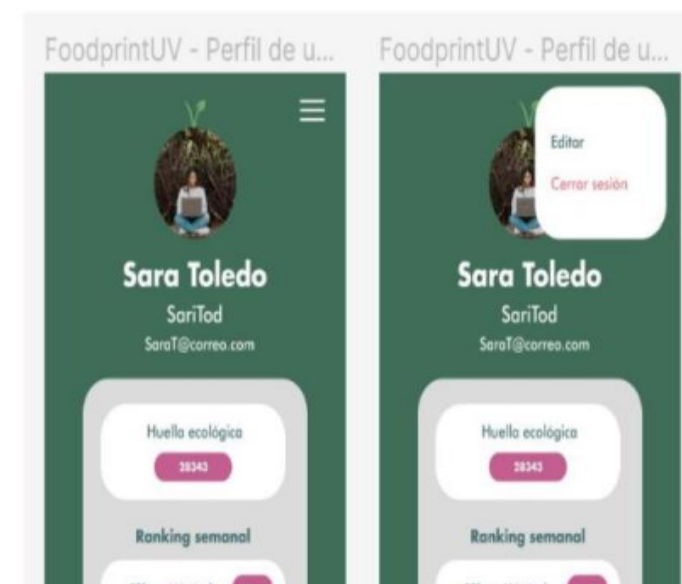 FoodprintUV - Perfil de u...
Sara Toledo
SariTod
SaraT@correo.com
Huella ecológica
28343
Ranking semanal
FoodprintUV - Perfil de u...
Editar
Cerrar sesión
Sara Toledo
SariTod
SaraT@correo.com
Huella ecológica
28343
Ranking semanal